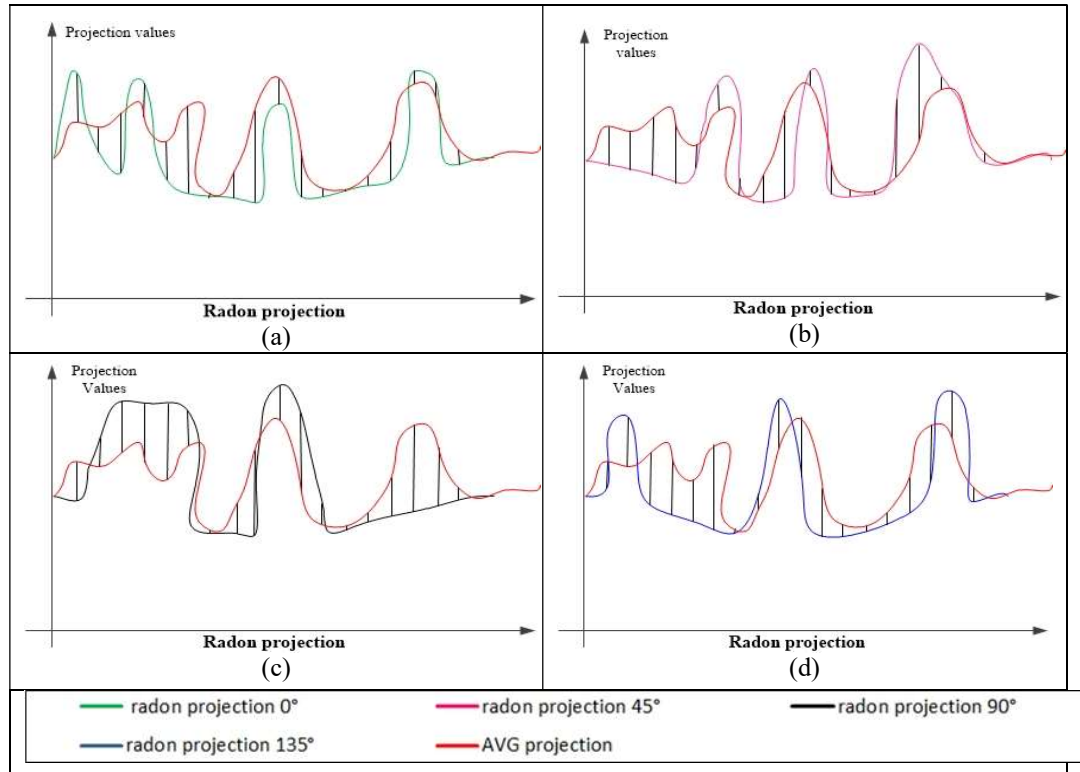 Projection values
Radon projection
(a)
Projection
values
Radon projection
(b)
Projection
Values
Radon projection
(c)
Projection
Values
Radon projection
(d)
radon projection 0°
radon projection 45°
radon projection 90°
radon projection 135°
AVG projection